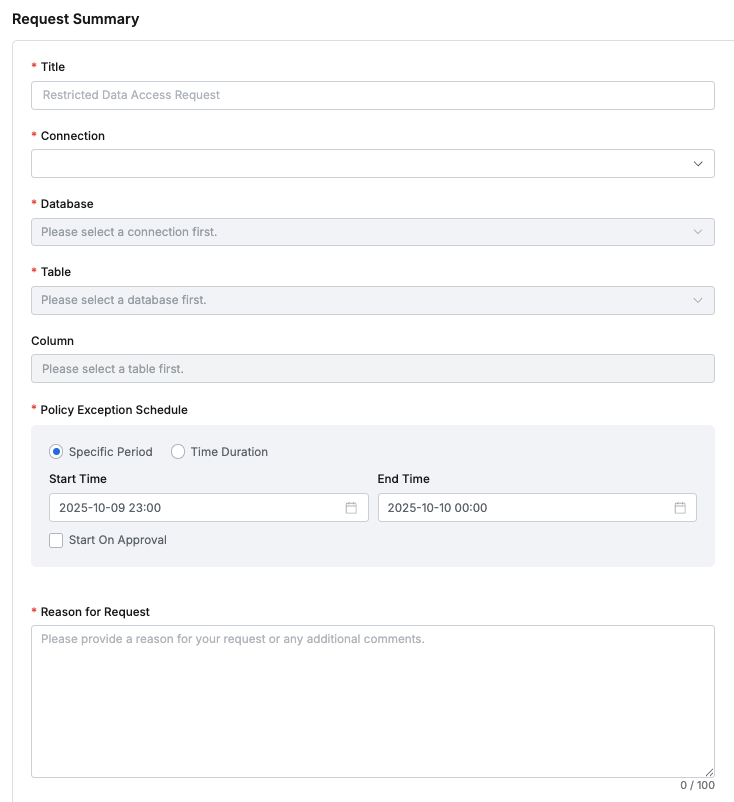 Request Summary
* Title
Restricted Data Access Request
* Connection
* Database
Please select a connection first.
* Table
Please select a database first.
Column
Please select a table first.
* Policy Exception Schedule
Specific Period Time Duration
Start Time End Time
2025-10-09 23:00 2025-10-10 00:00
Start On Approval
* Reason for Request
Please provide a reason for your request or any additional comments.
0 / 100